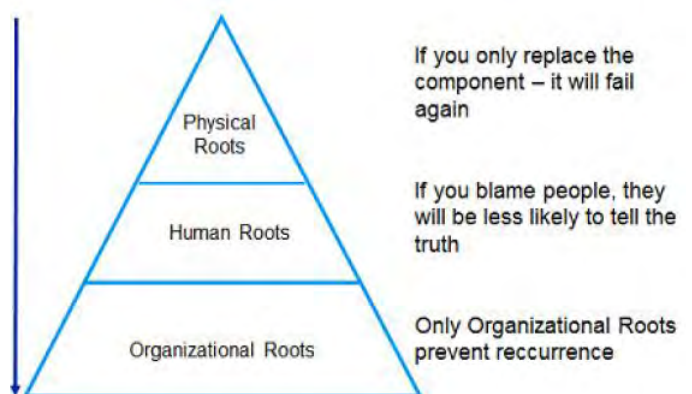 If you only replace the
component – it will fail
again
Physical
Roots
If you blame people, they
will be less likely to tell the
truth
Human Roots
Only Organizational Roots
prevent reccurrence
Organizational Roots